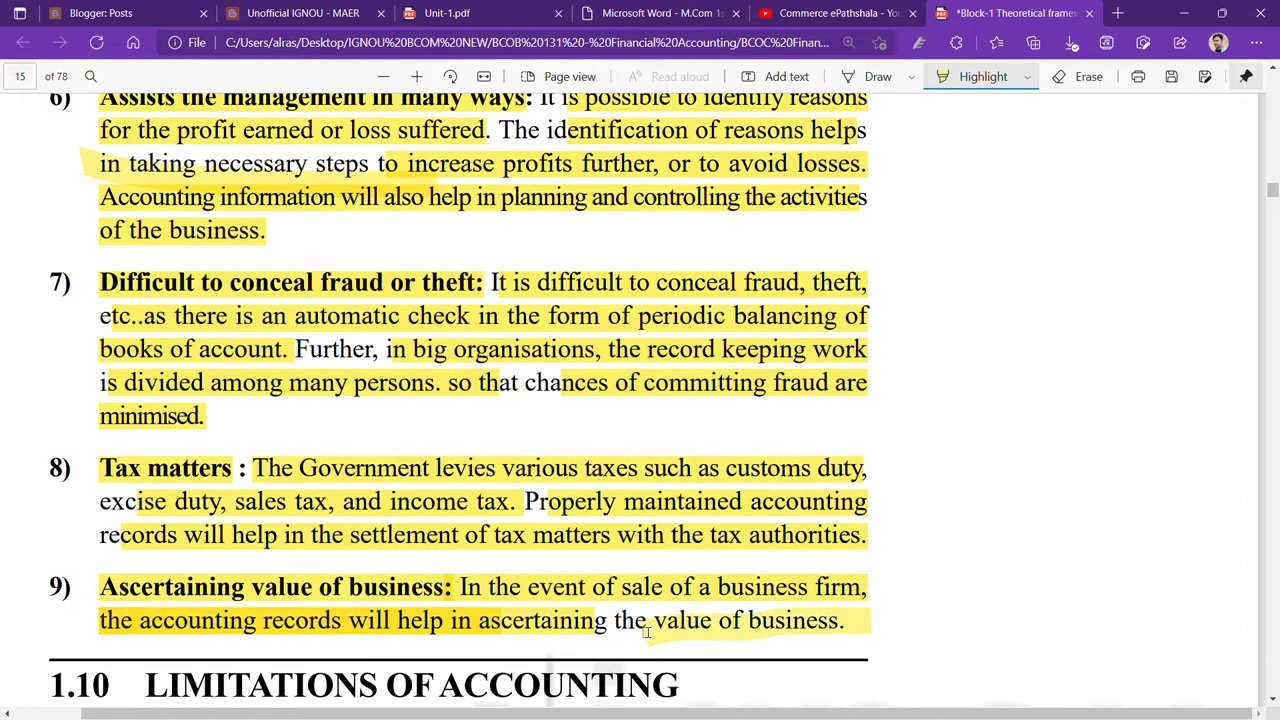 Blogger: Posts
Unofficial IGNOU - MAER
Unit-1.pdf
Microsoft Word - M.Com 1s
Commerce ePathshala - YouTub
*Block-1 Theoretical framew
File
C:/Users/alras/Desktop/IGNOU%20BCOM%20NEW/BCOB%20131%20-%20Financial%20Accounting/BCOC%20Finan...
15 of 78
Page view
Read aloud
Add text
Draw
Highlight
Erase
6) Assists the management in many ways: It is possible to identify reasons
for the profit earned or loss suffered. The identification of reasons helps
in taking necessary steps to increase profits further, or to avoid losses.
Accounting information will also help in planning and controlling the activities
of the business.
7) Difficult to conceal fraud or theft: It is difficult to conceal fraud, theft,
etc..as there is an automatic check in the form of periodic balancing of
books of account. Further, in big organisations, the record keeping work
is divided among many persons. so that chances of committing fraud are
minimised.
8) Tax matters : The Government levies various taxes such as customs duty,
excise duty, sales tax, and income tax. Properly maintained accounting
records will help in the settlement of tax matters with the tax authorities.
9) Ascertaining value of business: In the event of sale of a business firm,
the accounting records will help in ascertaining the value of business.
1.10 LIMITATIONS OF ACCOUNTING